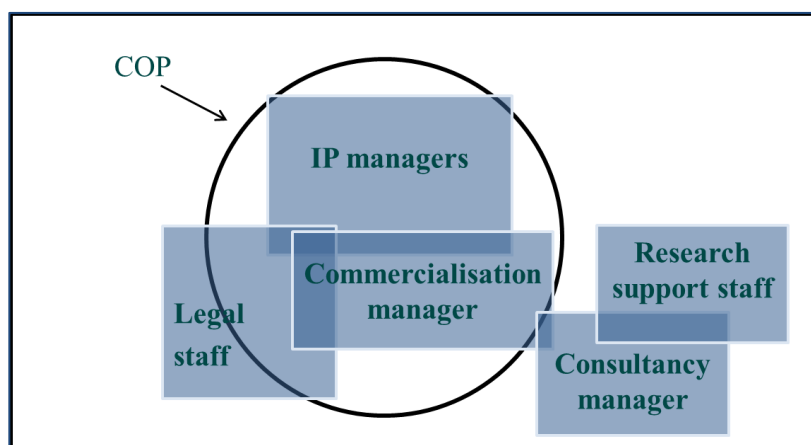 COP
IP managers
Commercialisation
manager
Legal
staff
Research
support staff
Consultancy
manager